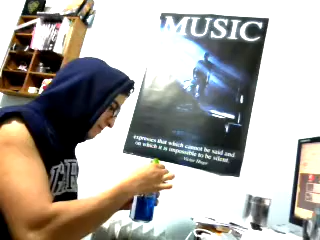 MUSIC
expresses that which cannot be said and
on which it is impossible to be silent.
Victor Hugo